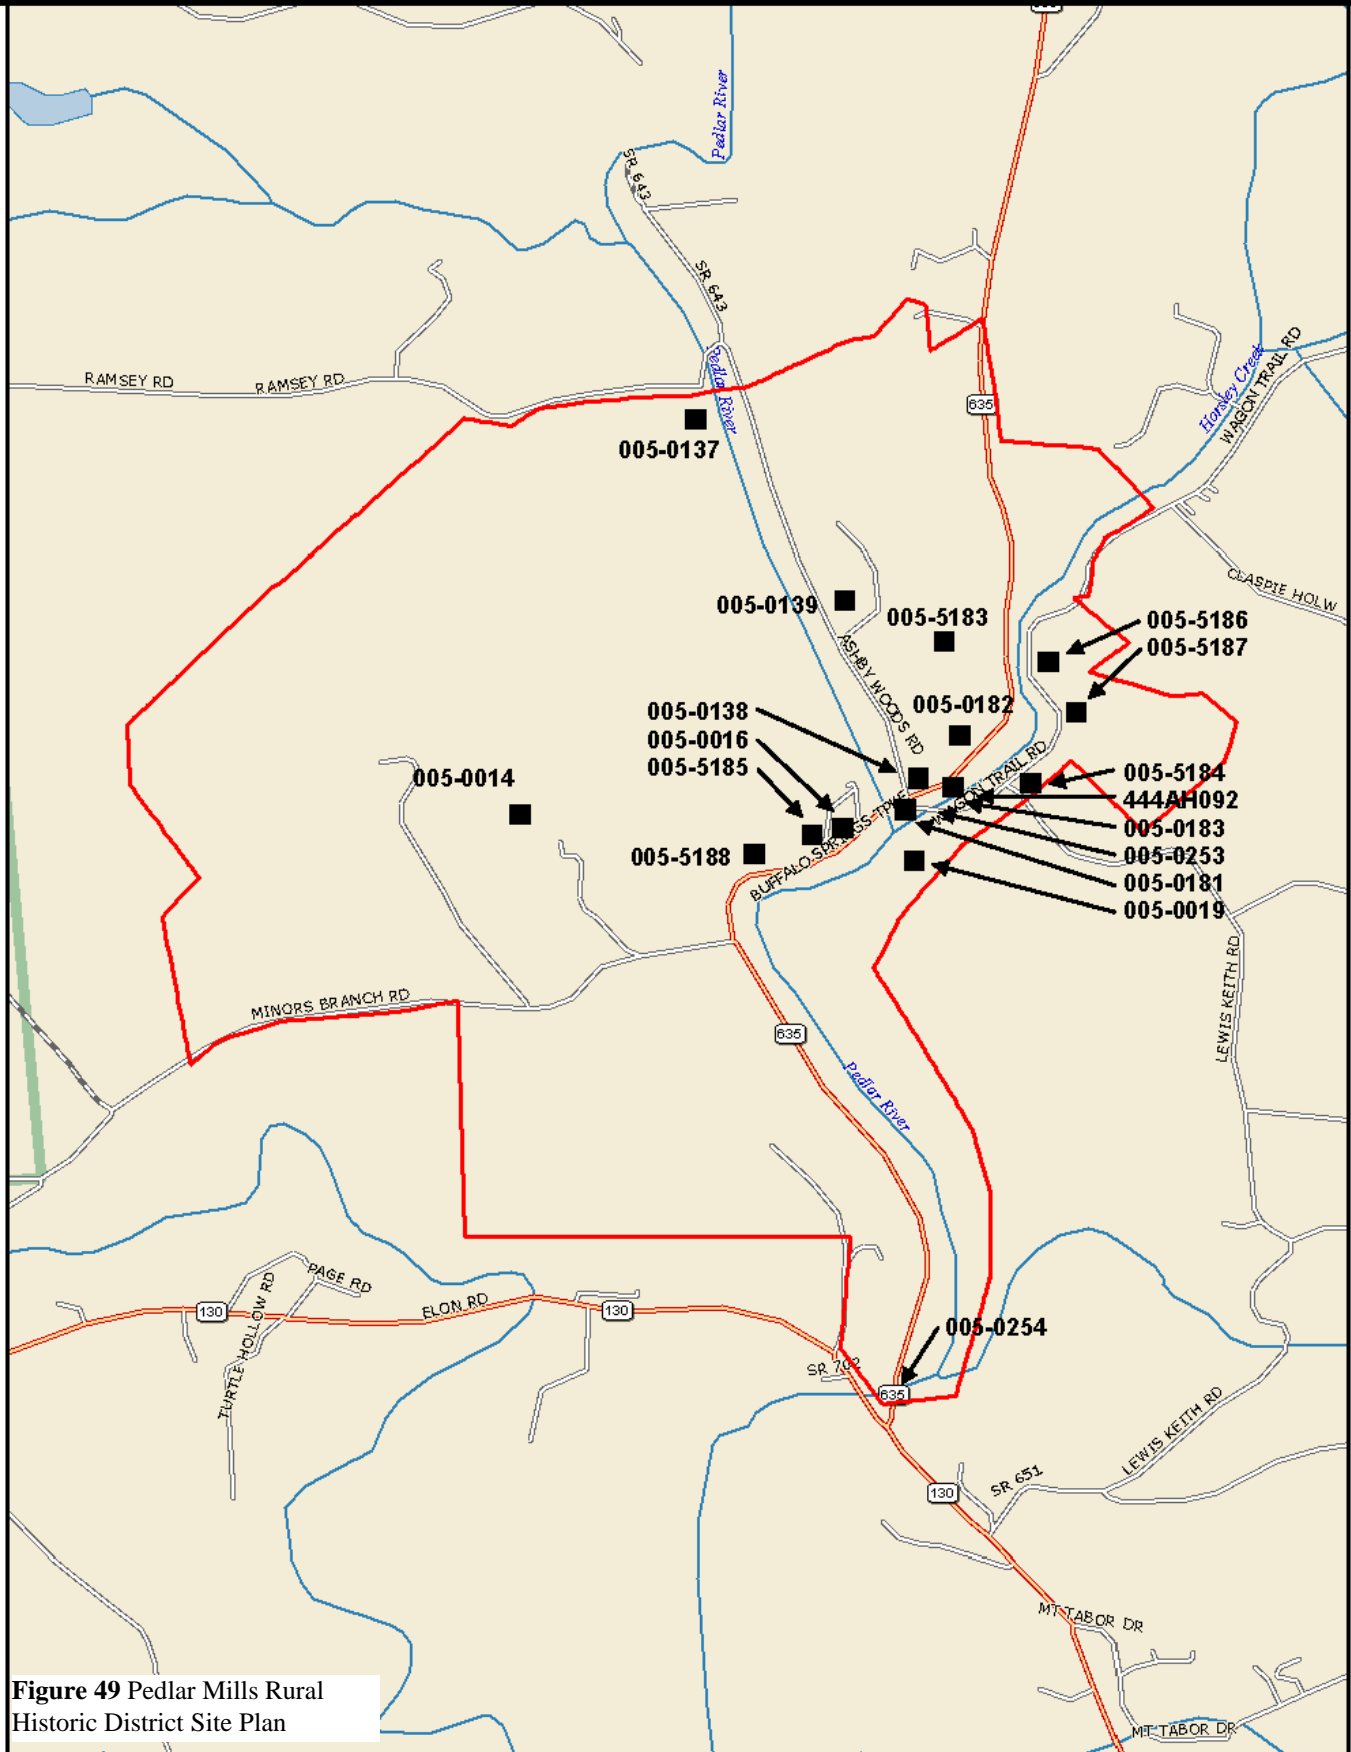 Pedlar River
SR 643
SR 643
RAMSEY RD
RAMSEY RD
Pedlar River
635
Horsley Creek
WAGON TRAIL RD
005-0137
CLASPIE HOLW
005-0139
005-5183
005-5186
005-5187
ASHBY WOODS RD
005-0138
005-0182
005-0016
005-5185
WAGON TRAIL RD
005-0014
005-5184
444AH092
005-0183
BUFFALO SPRINGS TPKE
005-5188
005-0253
005-0181
005-0019
LEWIS KEITH RD
MINORS BRANCH RD
635
Pedlar River
PAGE RD
TURTLE HOLLOW RD
130
ELON RD
130
005-0254
SR 702
635
LEWIS KEITH RD
SR 651
130
MT TABOR DR
Figure 49 Pedlar Mills Rural
Historic District Site Plan
MT TABOR DR